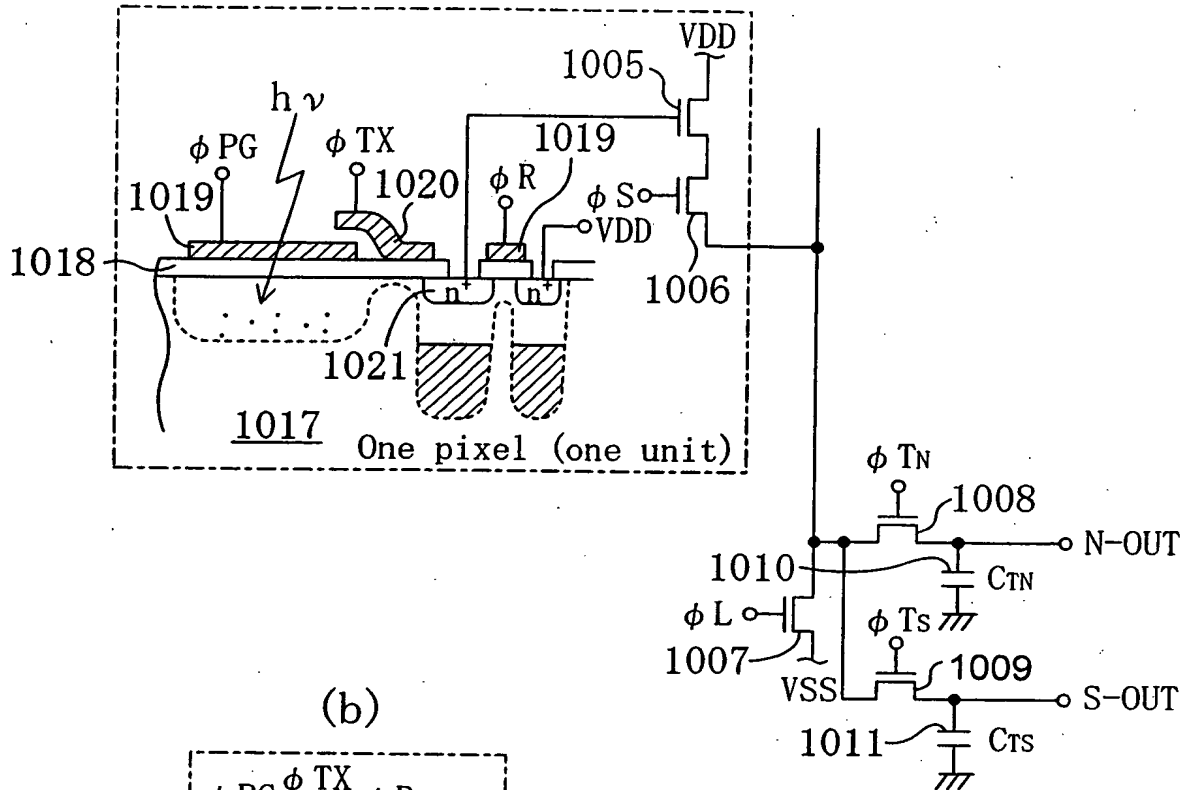 VDD
1005
hν
φPG
φTX
1020
1019
φR
1019
φS
VDD
1018
n+
n+
1006
1021
1017
One pixel (one unit)
φTN
1008
N-OUT
1010
CTN
φL
φTS
1007
1009
VSS
S-OUT
1011
CTS
(b)
φTX
φPG
φR